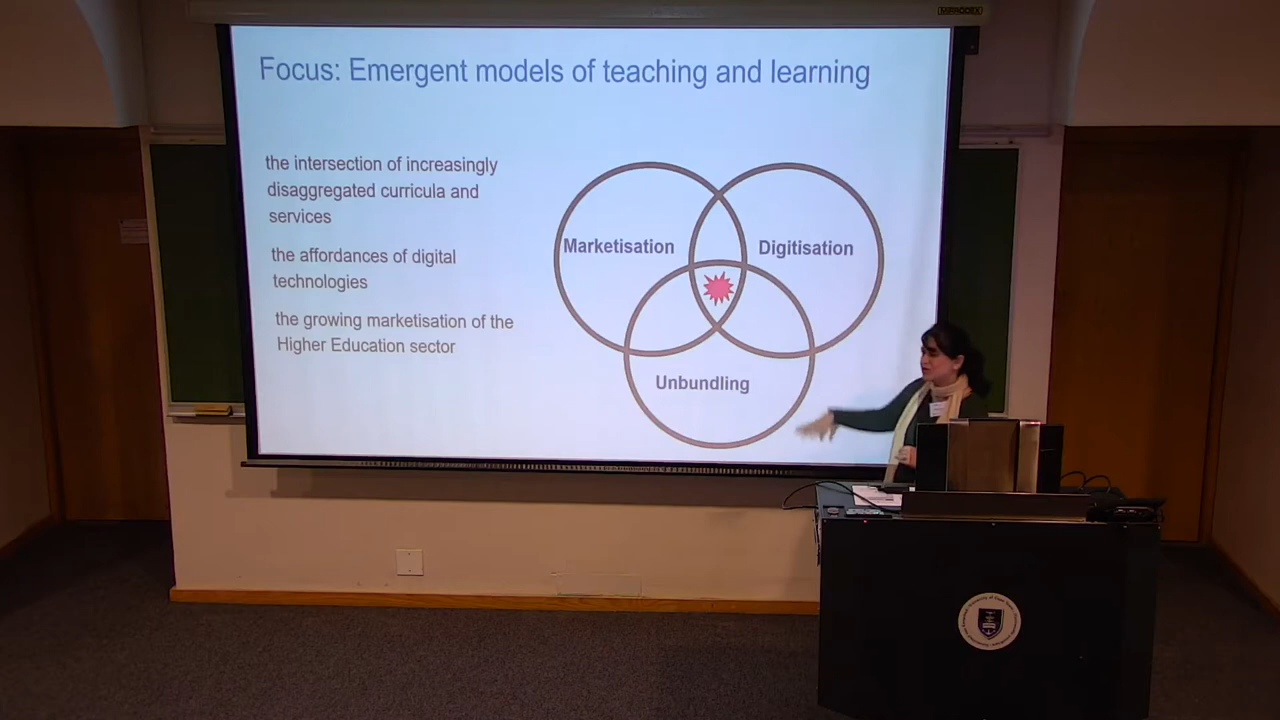 Focus: Emergent models of teaching and learning
the intersection of increasingly
disaggregated curricula and
services
the affordances of digital
technologies
the growing marketisation of the
Higher Education sector
Marketisation
Digitisation
Unbundling